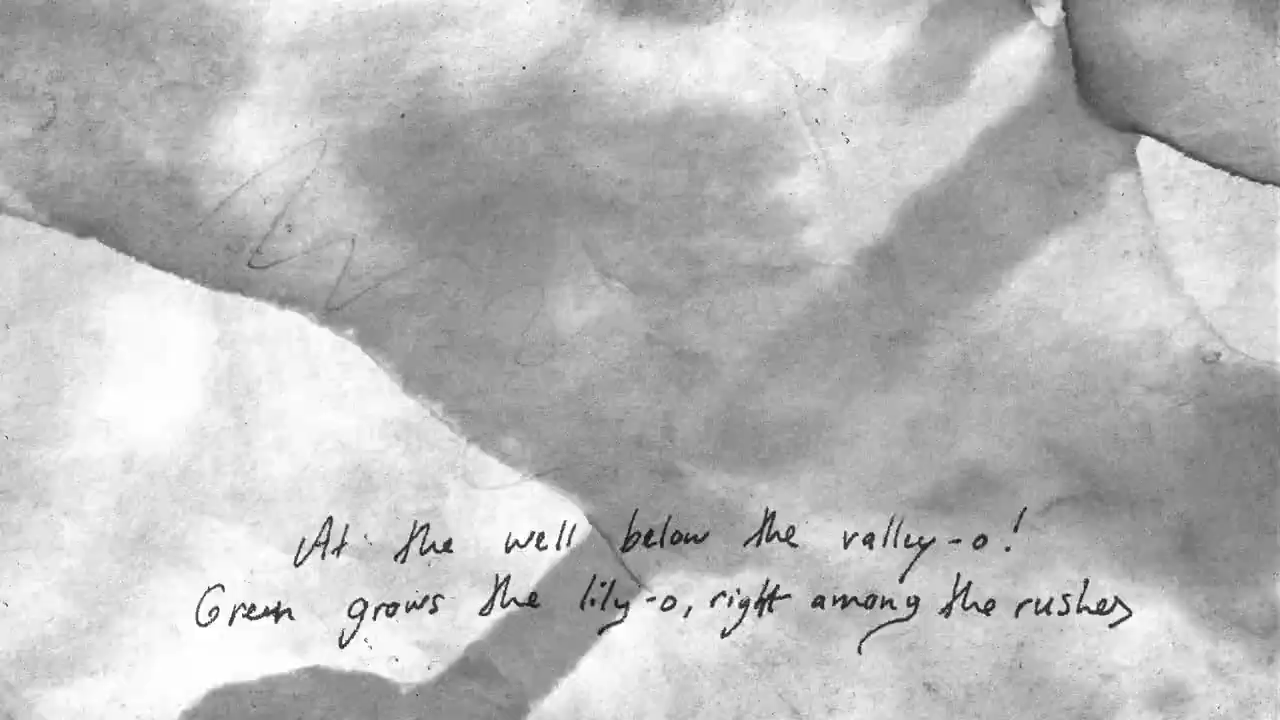 At the well below the valley-o!
Green grows the lily-o, right among the rushes